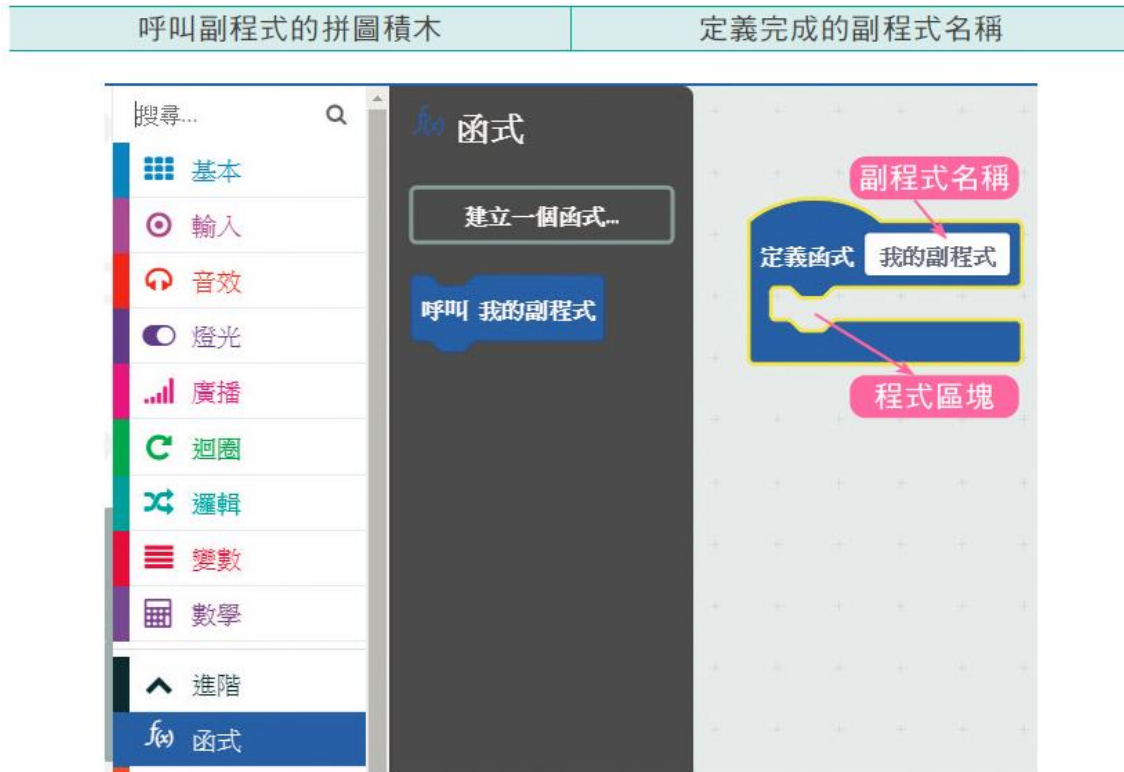 呼叫副程式的拼圖積木
定義完成的副程式名稱
搜尋...
基本
輸入
音效
燈光
廣播
迴圈
邏輯
變數
數學
進階
f(x) 函式
f(x) 函式
建立一個函式...
呼叫 我的副程式
副程式名稱
定義函式 我的副程式
程式區塊